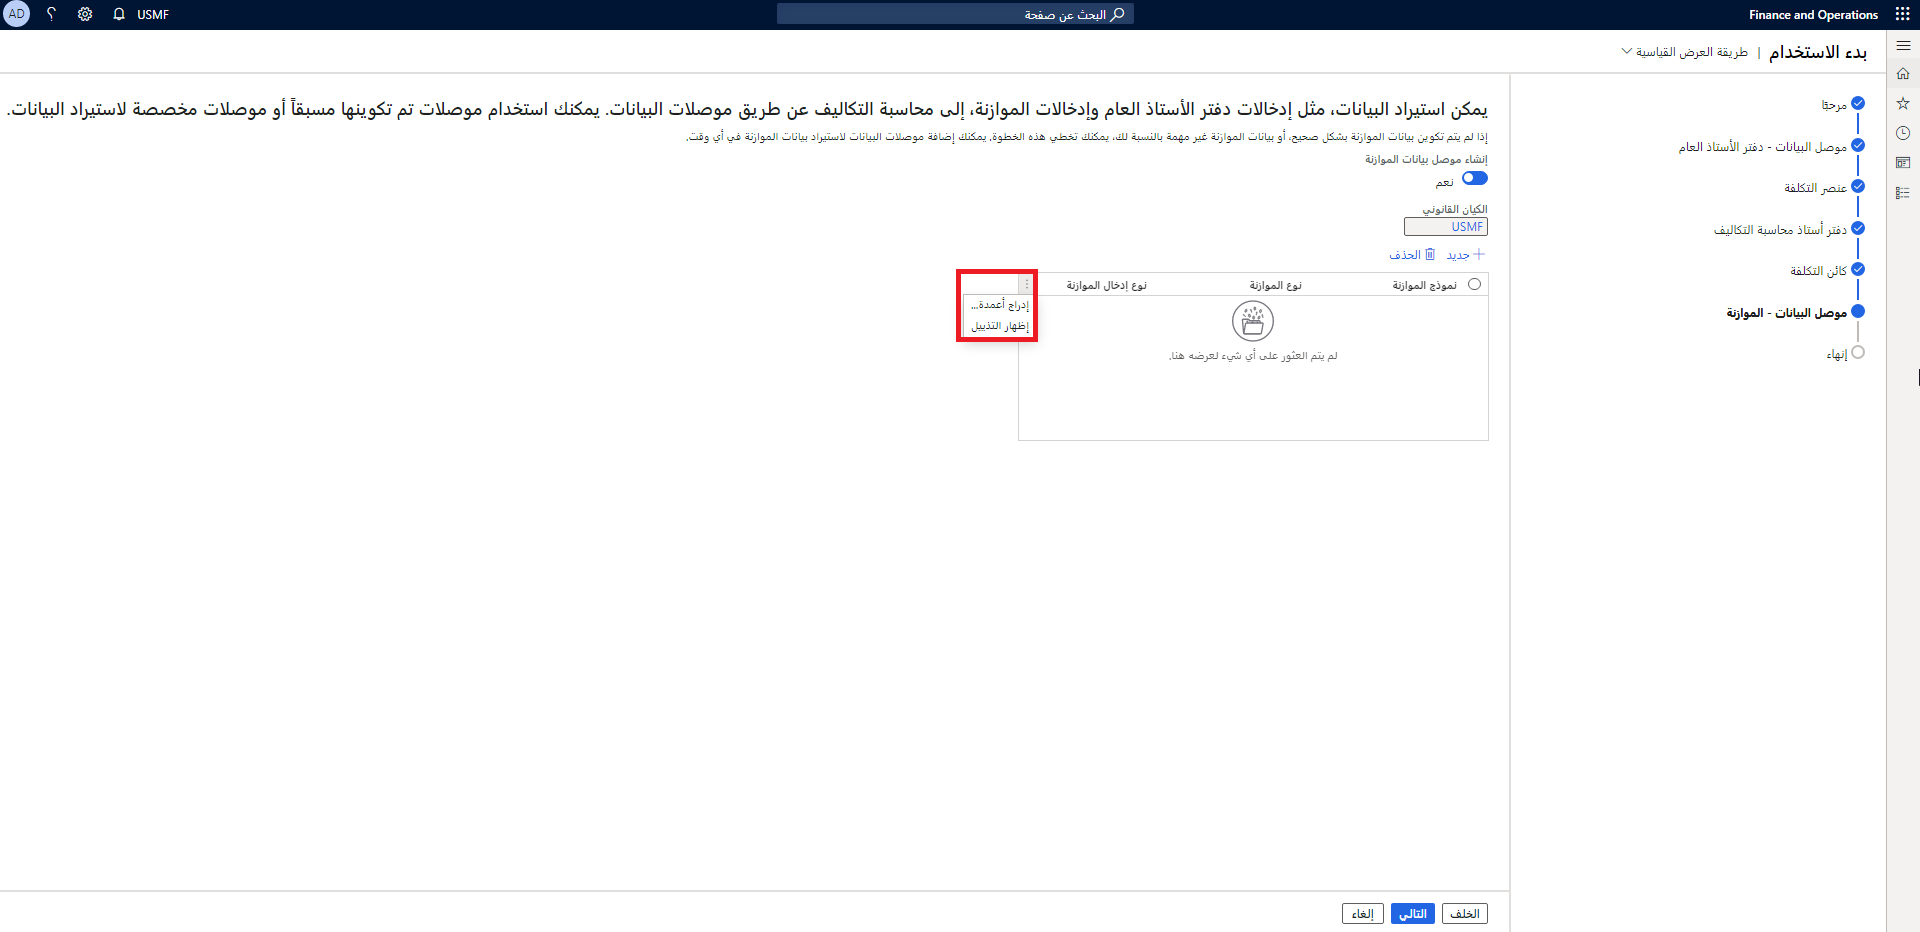 Finance and Operations
البحث عن صفحة
USMF
؟
AD
بدء الاستخدام | طريقة العرض القياسية
مرحبًا
موصل البيانات - دفتر الأستاذ العام
عنصر التكلفة
دفتر أستاذ محاسبة التكاليف
كائن التكلفة
موصل البيانات - الموازنة
إنهاء
يمكن استيراد البيانات، مثل إدخالات دفتر الأستاذ العام وإدخالات الموازنة، إلى محاسبة التكاليف عن طريق موصلات البيانات. يمكنك استخدام موصلات تم تكوينها مسبقاً أو موصلات مخصصة لاستيراد البيانات.
إذا لم يتم تكوين بيانات الموازنة بشكل صحيح، أو بيانات الموازنة غير مهمة بالنسبة لك، يمكنك تخطي هذه الخطوة. يمكنك إضافة موصلات البيانات لاستيراد بيانات الموازنة في أي وقت.
إنشاء موصل بيانات الموازنة
نعم
الكيان القانوني
USMF
جديد الحذف
نموذج الموازنة نوع الموازنة نوع إدخال الموازنة
إدراج أعمدة...
إظهار التذييل
لم يتم العثور على أي شيء لعرضه هنا.
الخلف التالي إلغاء